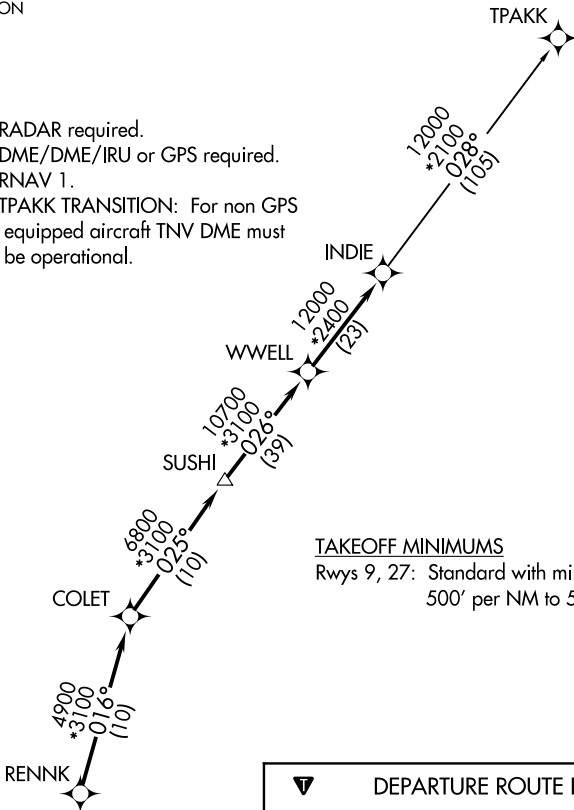 ON
TPAKK
RADAR required.
DME/DME/IRU or GPS required.
RNAV 1.
TPAKK TRANSITION: For non GPS
equipped aircraft TNV DME must
be operational.
12000
*2100
028°
(105)
INDIE
12000
*2400
(23)
WWELL
10700
*3100
026°
(39)
SUSHI
6800
*3100
025°
(10)
TAKEOFF MINIMUMS
Rwys 9, 27: Standard with mi
500' per NM to 5
COLET
4900
*3100
016°
(10)
RENNK
T DEPARTURE ROUTE